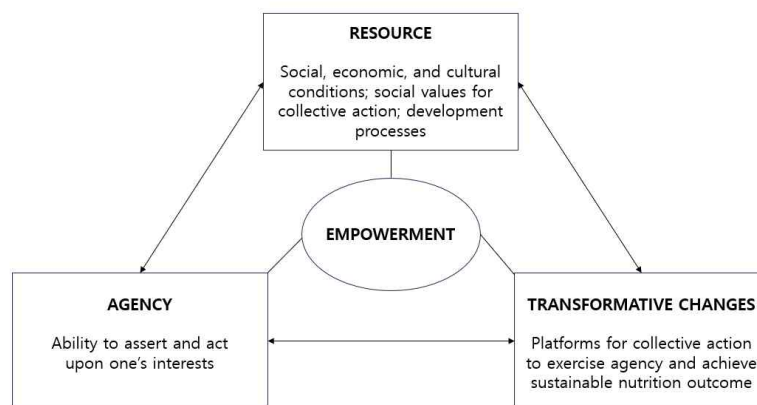 RESOURCE
Social, economic, and cultural
conditions; social values for
collective action; development
processes
EMPOWERMENT
AGENCY
Ability to assert and act
upon one's interests
TRANSFORMATIVE CHANGES
Platforms for collective action
to exercise agency and achieve
sustainable nutrition outcome